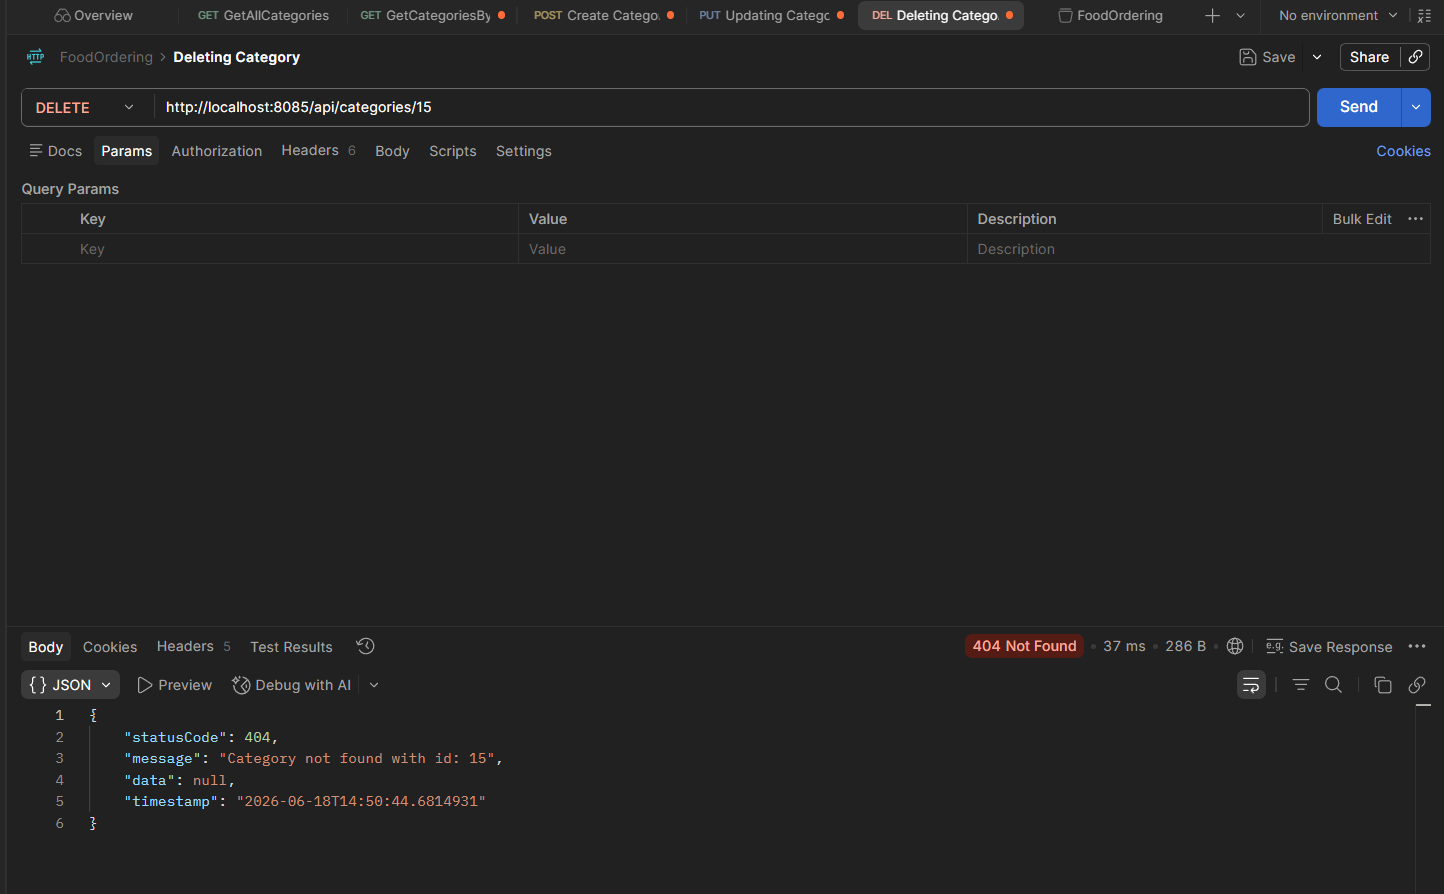 Overview GET GetAllCategories GET GetCategoriesBy POST Create Catego. PUT Updating Categc DEL Deleting Catego. FoodOrdering No environment
HTTP FoodOrdering > Deleting Category Save Share
DELETE http://localhost:8085/api/categories/15 Send
Docs Params Authorization Headers 6 Body Scripts Settings Cookies
Query Params
Key Value Description Bulk Edit
Key Value Description
Body Cookies Headers 5 Test Results 404 Not Found 37 ms 286 B e.g. Save Response
{} JSON Preview Debug with AI
1 {
2 "statusCode": 404,
3 "message": "Category not found with id: 15",
4 "data": null,
5 "timestamp": "2026-06-18T14:50:44.6814931"
6 }